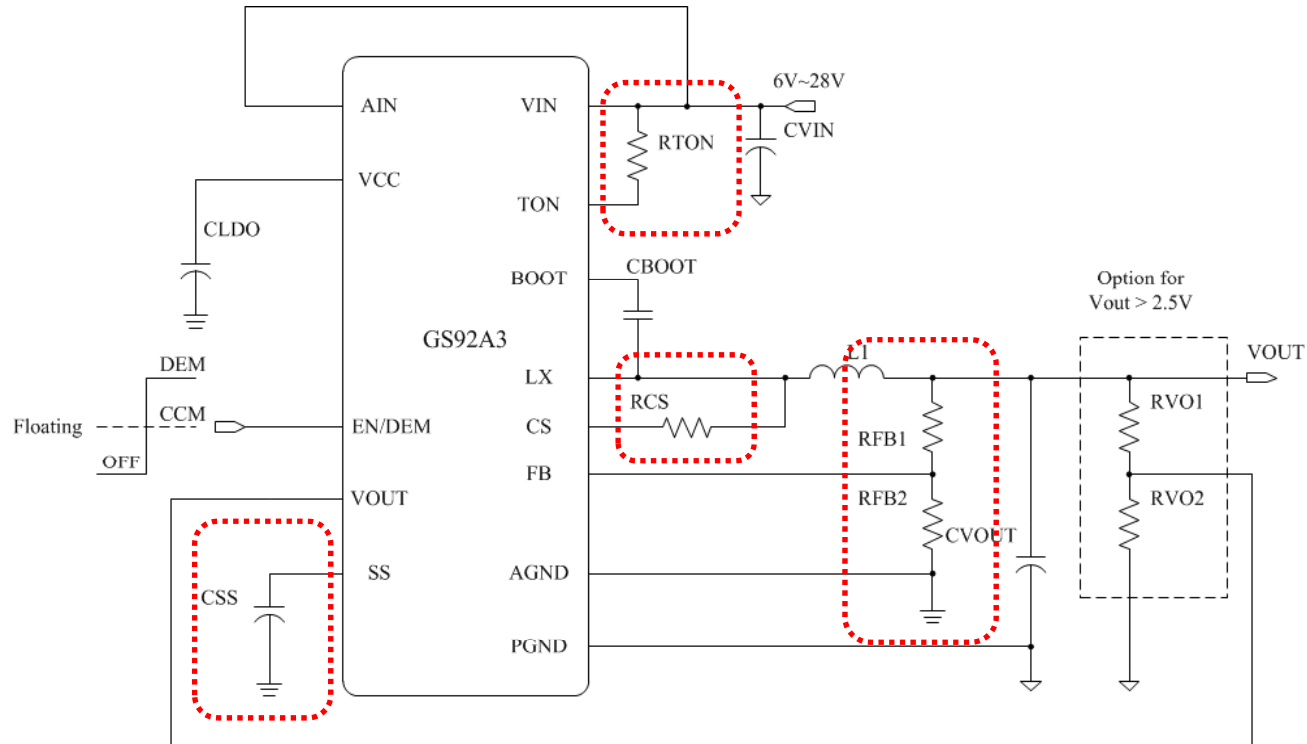 AIN
VIN
6V~28V
RTON
CVIN
VCC
TON
CLDO
BOOT
CBOOT
Option for
Vout > 2.5V
GS92A3
DEM
LX
L1
VOUT
Floating
CCM
EN/DEM
CS
RCS
RFB1
RVO1
OFF
FB
VOUT
RFB2
RVO2
CVOUT
CSS
SS
AGND
PGND